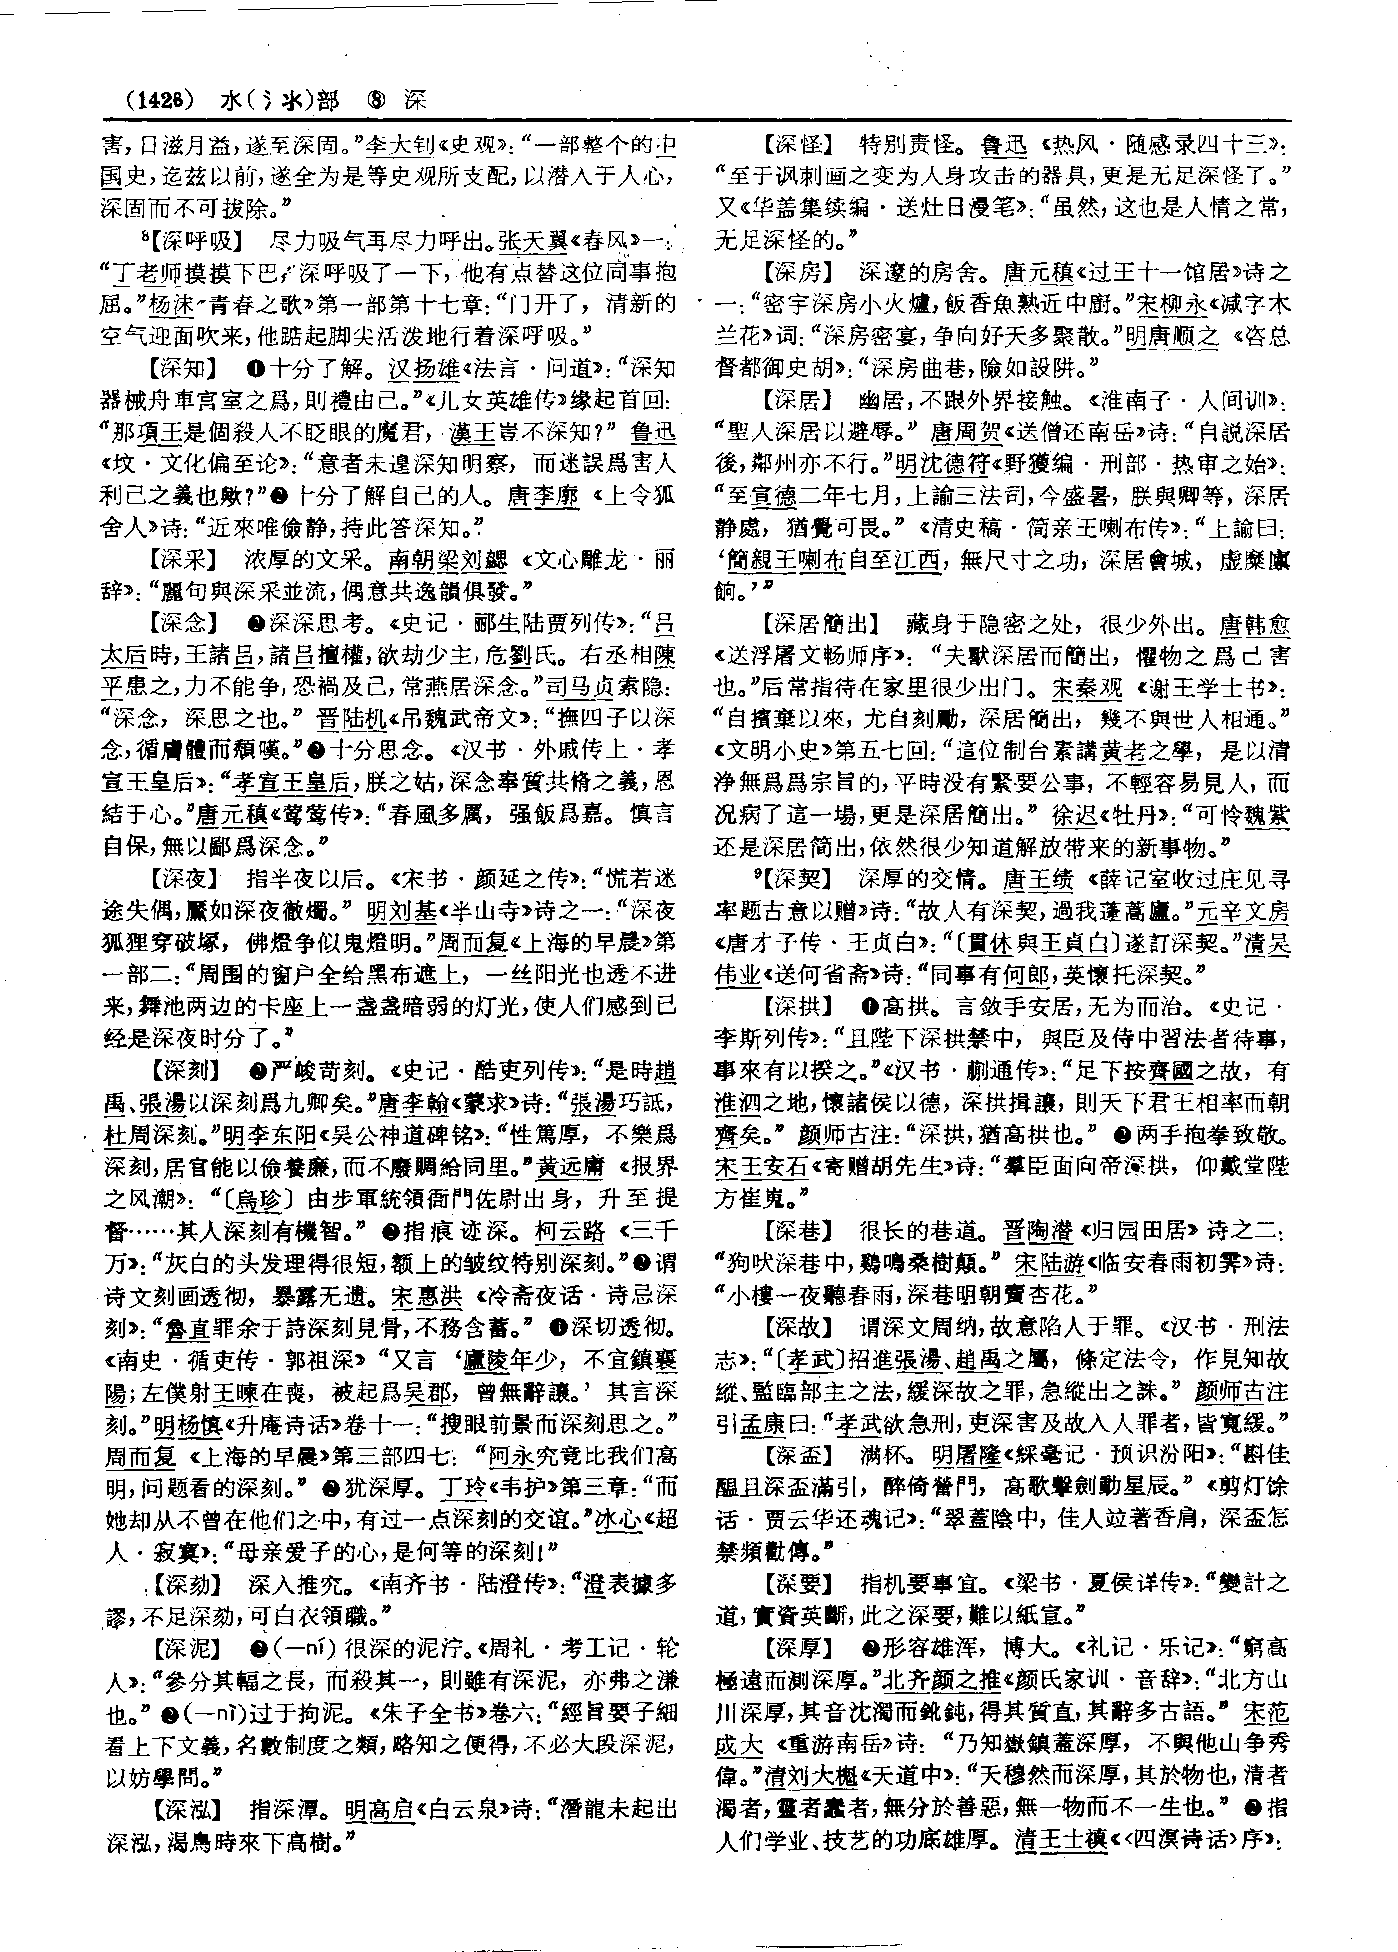 (1426) 水(氵氺)部 ⑧ 深
害,日滋月益,遂至深固。”李大钊《史观》:“一部整个的中
国史,迄兹以前,遂全为是等史观所支配,以潜入于人心,
深固而不可拔除。”
⁸【深呼吸】 尽力吸气再尽力呼出。张天翼《春风》一:
“丁老师摸摸下巴,深呼吸了一下,他有点替这位同事抱
屈。”杨沫《青春之歌》第一部第十七章:“门开了,清新的
空气迎面吹来,他踮起脚尖活泼地行着深呼吸。”
【深知】 ❶十分了解。汉扬雄《法言·问道》:“深知
器械舟車宫室之爲,則禮由己。”《儿女英雄传》缘起首回:
“那項王是個殺人不眨眼的魔君,漢王豈不深知?”鲁迅
《坟·文化偏至论》:“意者未遑深知明察,而迷誤爲害人
利己之義也歟?”❷十分了解自己的人。唐李廓《上令狐
舍人》诗:“近來唯儉静,持此答深知。”
【深采】 浓厚的文采。南朝梁刘勰《文心雕龙·丽
辞》:“麗句與深采並流,偶意共逸韻俱發。”
【深念】 ❶深深思考。《史记·郦生陆贾列传》:“吕
太后時,王諸吕,諸吕擅權,欲劫少主,危劉氏。右丞相陳
平患之,力不能争,恐禍及己,常燕居深念。”司马贞索隐:
“深念,深思之也。”晋陆机《吊魏武帝文》:“撫四子以深
念,循膚體而頽嘆。”❷十分思念。《汉书·外戚传上·孝
宣王皇后》:“孝宣王皇后,朕之姑,深念奉質共脩之義,恩
結于心。”唐元稹《莺莺传》:“春風多厲,强飯爲嘉。慎言
自保,無以鄙爲深念。”
【深夜】 指半夜以后。《宋书·颜延之传》:“慌若迷
途失偶,黶如深夜徹燭。”明刘基《半山寺》诗之一:“深夜
狐狸穿破塚,佛燈争似鬼燈明。”周而复《上海的早晨》第
一部二:“周围的窗户全给黑布遮上,一丝阳光也透不进
来,舞池两边的卡座上一盏盏暗弱的灯光,使人们感到已
经是深夜时分了。”
【深刻】 ❶严峻苛刻。《史记·酷吏列传》:“是時趙
禹、張湯以深刻爲九卿矣。”唐李翰《蒙求》诗:“張湯巧詆,
杜周深刻。”明李东阳《吴公神道碑铭》:“性篤厚,不樂爲
深刻,居官能以儉養廉,而不廢賙給同里。”黄远庸《报界
之风潮》:“〔烏珍〕由步軍統領衙門佐尉出身,升至提
督……其人深刻有機智。”❷指痕迹深。柯云路《三千
万》:“灰白的头发理得很短,额上的皱纹特别深刻。”❸谓
诗文刻画透彻,暴露无遗。宋惠洪《冷斋夜话·诗忌深
刻》:“魯直罪余于詩深刻見骨,不務含蓄。”❹深切透彻。
《南史·循吏传·郭祖深》“又言‘廬陵年少,不宜鎮襄
陽;左僕射王暕在喪,被起爲吴郡,曾無辭讓。’其言深
刻。”明杨慎《升庵诗话》卷十一:“搜眼前景而深刻思之。”
周而复《上海的早晨》第三部四七:“阿永究竟比我们高
明,问题看的深刻。”❺犹深厚。丁玲《韦护》第三章:“而
她却从不曾在他们之中,有过一点深刻的交谊。”冰心《超
人·寂寞》:“母亲爱子的心,是何等的深刻!”
【深劾】 深入推究。《南齐书·陆澄传》:“澄表據多
謬,不足深劾,可白衣領職。”
【深泥】 ❶(—ní)很深的泥泞。《周礼·考工记·轮
人》:“參分其輻之長,而殺其一,則雖有深泥,亦弗之溓
也。”❷(—nì)过于拘泥。《朱子全书》卷六:“經旨要子細
看上下文義,名數制度之類,略知之便得,不必大段深泥,
以妨學問。”
【深泓】 指深潭。明高启《白云泉》诗:“潛龍未起出
深泓,渴鳥時來下高樹。”
【深怪】 特别责怪。鲁迅《热风·随感录四十三》:
“至于讽刺画之变为人身攻击的器具,更是无足深怪了。”
又《华盖集续编·送灶日漫笔》:“虽然,这也是人情之常,
无足深怪的。”
【深房】 深邃的房舍。唐元稹《过王十一馆居》诗之
一:“密宇深房小火爐,飯香魚熟近中廚。”宋柳永《减字木
兰花》词:“深房密宴,争向好天多聚散。”明唐顺之《咨总
督都御史胡》:“深房曲巷,險如設阱。”
【深居】 幽居,不跟外界接触。《淮南子·人间训》:
“聖人深居以避辱。”唐周贺《送僧还南岳》诗:“自説深居
後,鄰州亦不行。”明沈德符《野獲编·刑部·热审之始》:
“至宣德二年七月,上諭三法司,今盛暑,朕與卿等,深居
静處,猶覺可畏。”《清史稿·简亲王喇布传》:“上諭曰:
‘簡親王喇布自至江西,無尺寸之功,深居會城,虚糜廩
餉。’”
【深居簡出】 藏身于隐密之处,很少外出。唐韩愈
《送浮屠文畅师序》:“夫獸深居而簡出,懼物之爲己害
也。”后常指待在家里很少出门。宋秦观《谢王学士书》:
“自擯棄以來,尤自刻勵,深居簡出,幾不與世人相通。”
《文明小史》第五七回:“這位制台素講黄老之學,是以清
浄無爲爲宗旨的,平時没有緊要公事,不輕容易見人,而
况病了這一場,更是深居簡出。”徐迟《牡丹》:“可怜魏紫
还是深居简出,依然很少知道解放带来的新事物。”
⁹【深契】 深厚的交情。唐王绩《薛记室收过庄见寻
率题古意以赠》诗:“故人有深契,過我蓬蒿廬。”元辛文房
《唐才子传·王贞白》:“〔貫休與王貞白〕遂訂深契。”清吴
伟业《送何省斋》诗:“同事有何郎,英懷托深契。”
【深拱】 ❶高拱。言敛手安居,无为而治。《史记·
李斯列传》:“且陛下深拱禁中,與臣及侍中習法者待事,
事來有以揆之。”《汉书·蒯通传》:“足下按齊國之故,有
淮泗之地,懷諸侯以德,深拱揖讓,則天下君王相率而朝
齊矣。”颜师古注:“深拱,猶高拱也。”❷两手抱拳致敬。
宋王安石《寄赠胡先生》诗:“羣臣面向帝深拱,仰戴堂陛
方崔嵬。”
【深巷】 很长的巷道。晋陶潜《归园田居》诗之二:
“狗吠深巷中,鷄鳴桑樹顛。”宋陆游《临安春雨初霁》诗:
“小樓一夜聽春雨,深巷明朝賣杏花。”
【深故】 谓深文周纳,故意陷人于罪。《汉书·刑法
志》:“〔孝武〕招進張湯、趙禹之屬,條定法令,作見知故
縱、監臨部主之法,緩深故之罪,急縱出之誅。”颜师古注
引孟康曰:“孝武欲急刑,吏深害及故入人罪者,皆寬緩。”
【深盃】 满杯。明屠隆《綵毫记·预识汾阳》:“斟佳
醖且深盃滿引,醉倚營門,高歌擊劍動星辰。”《剪灯馀
话·贾云华还魂记》:“翠蓋陰中,佳人竝著香肩,深盃怎
禁頻勸傳。”
【深要】 指机要事宜。《梁书·夏侯详传》:“變計之
道,實資英斷,此之深要,難以紙宣。”
【深厚】 ❶形容雄浑,博大。《礼记·乐记》:“窮高
極遠而測深厚。”北齐颜之推《颜氏家训·音辞》:“北方山
川深厚,其音沈濁而鈋鈍,得其質直,其辭多古語。”宋范
成大《重游南岳》诗:“乃知嶽鎮蓋深厚,不與他山争秀
偉。”清刘大櫆《天道中》:“天穆然而深厚,其於物也,清者
濁者,靈者蠢者,無分於善惡,無一物而不一生也。”❷指
人们学业、技艺的功底雄厚。清王士禛《〈四溟诗话〉序》: